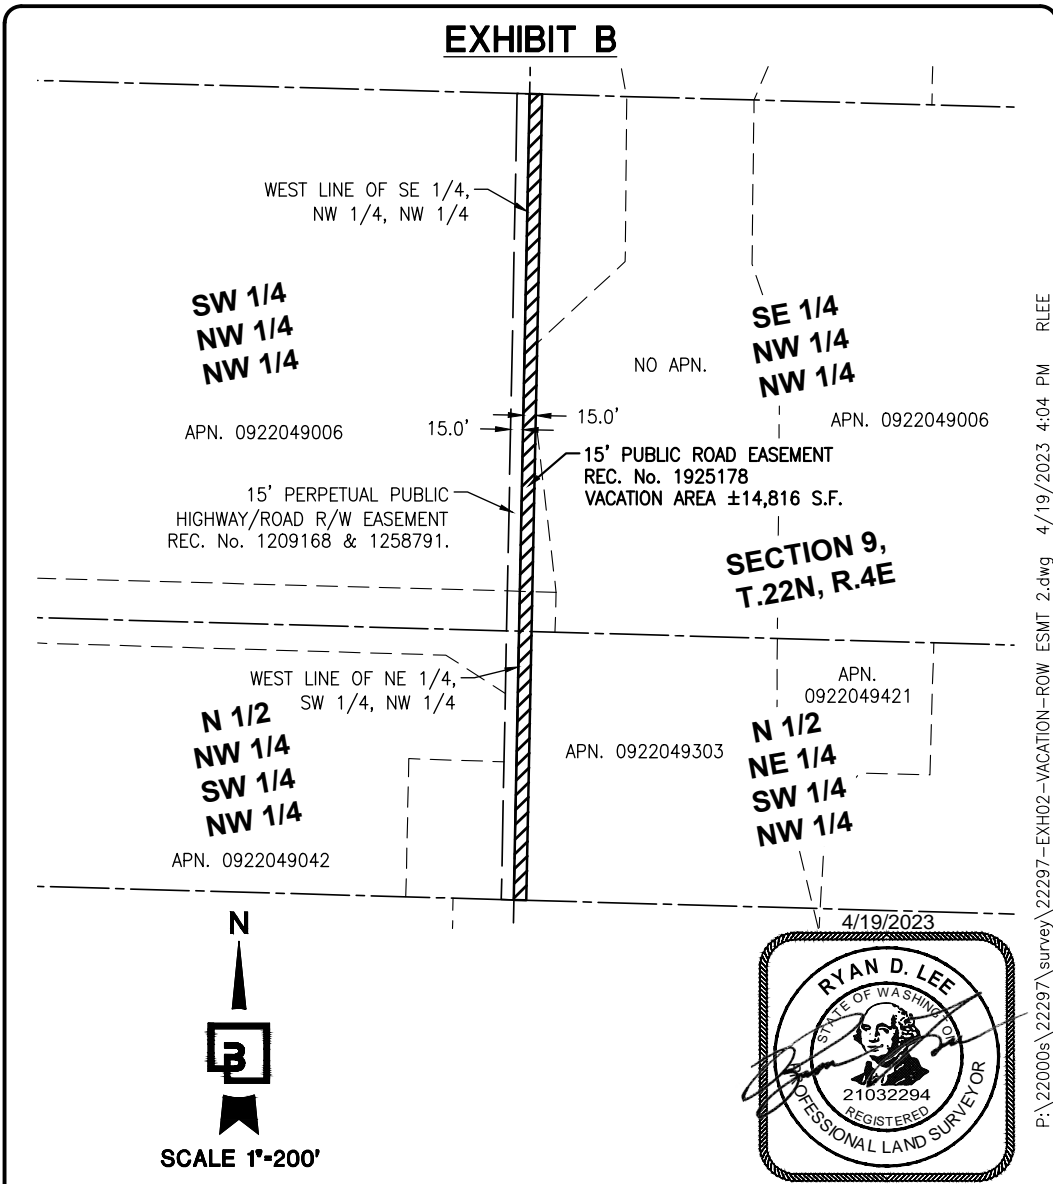 EXHIBIT B
WEST LINE OF SE 1/4,
NW 1/4, NW 1/4
SW 1/4
NW 1/4
NW 1/4
SE 1/4
NW 1/4
NW 1/4
NO APN.
APN. 0922049006
15.0'
15.0'
APN. 0922049006
15' PUBLIC ROAD EASEMENT
REC. No. 1925178
VACATION AREA ±14,816 S.F.
15' PERPETUAL PUBLIC
HIGHWAY/ROAD R/W EASEMENT
REC. No. 1209168 & 1258791.
SECTION 9,
T.22N, R.4E
WEST LINE OF NE 1/4,
SW 1/4, NW 1/4
APN.
0922049421
N 1/2
NW 1/4
SW 1/4
NW 1/4
APN. 0922049303
N 1/2
NE 1/4
SW 1/4
NW 1/4
APN. 0922049042
N
B
SCALE 1"=200'
4/19/2023
RYAN D. LEE
STATE OF WASHINGTON
21032294
REGISTERED
PROFESSIONAL LAND SURVEYOR
P:\22000s\22297\survey\22297-EXH02-VACATION-ROW ESMT 2.dwg 4/19/2023 4:04 PM RLEE